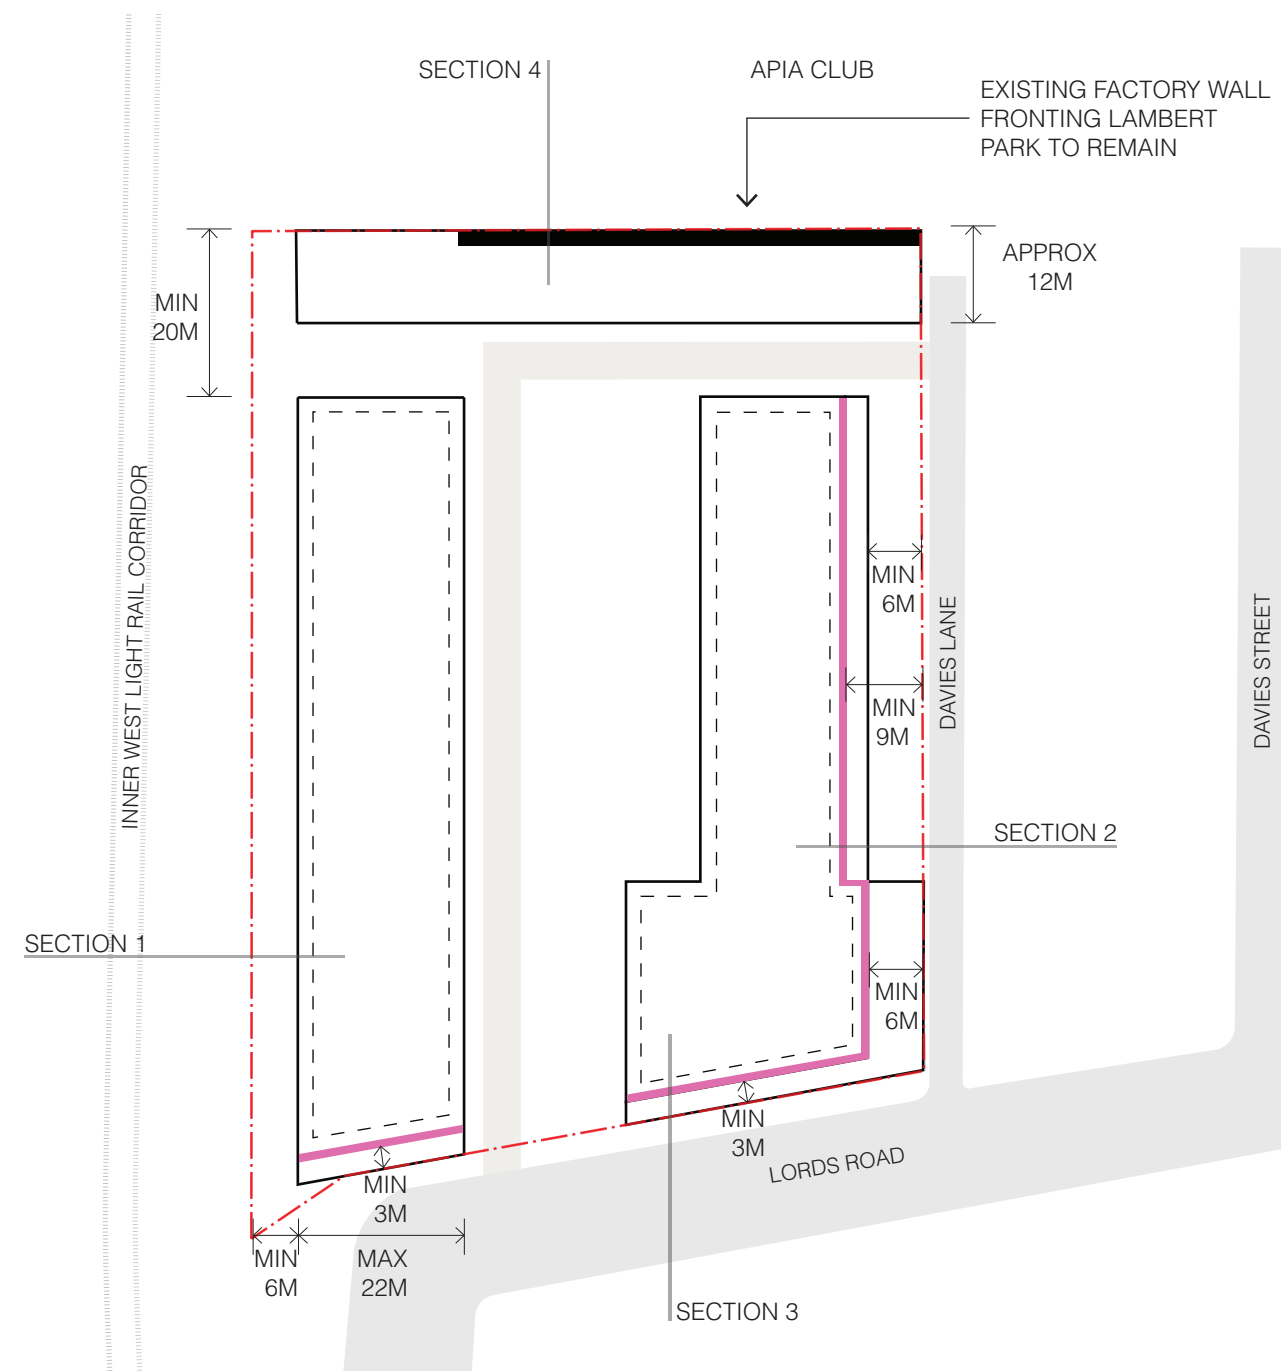 SECTION 4
APIA CLUB
EXISTING FACTORY WALL
FRONTING LAMBERT
PARK TO REMAIN
APPROX
12M
MIN
20M
INNER WEST LIGHT RAIL CORRIDOR
MIN
6M
DAVIES LANE
DAVIES STREET
MIN
9M
SECTION 2
SECTION 1
MIN
6M
MIN
3M
LORDS ROAD
MIN
3M
MIN
6M
MAX
22M
SECTION 3